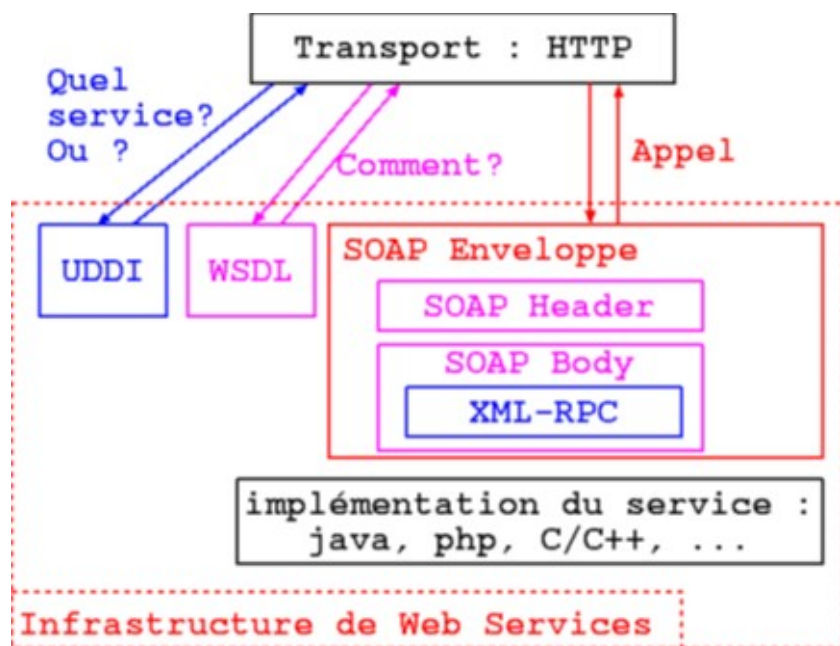 Transport : HTTP
Quel
service?
Ou ?
Comment?
Appel
UDDI
WSDL
SOAP Enveloppe
SOAP Header
SOAP Body
XML-RPC
implémentation du service :
java, php, C/C++, ...
Infrastructure de Web Services